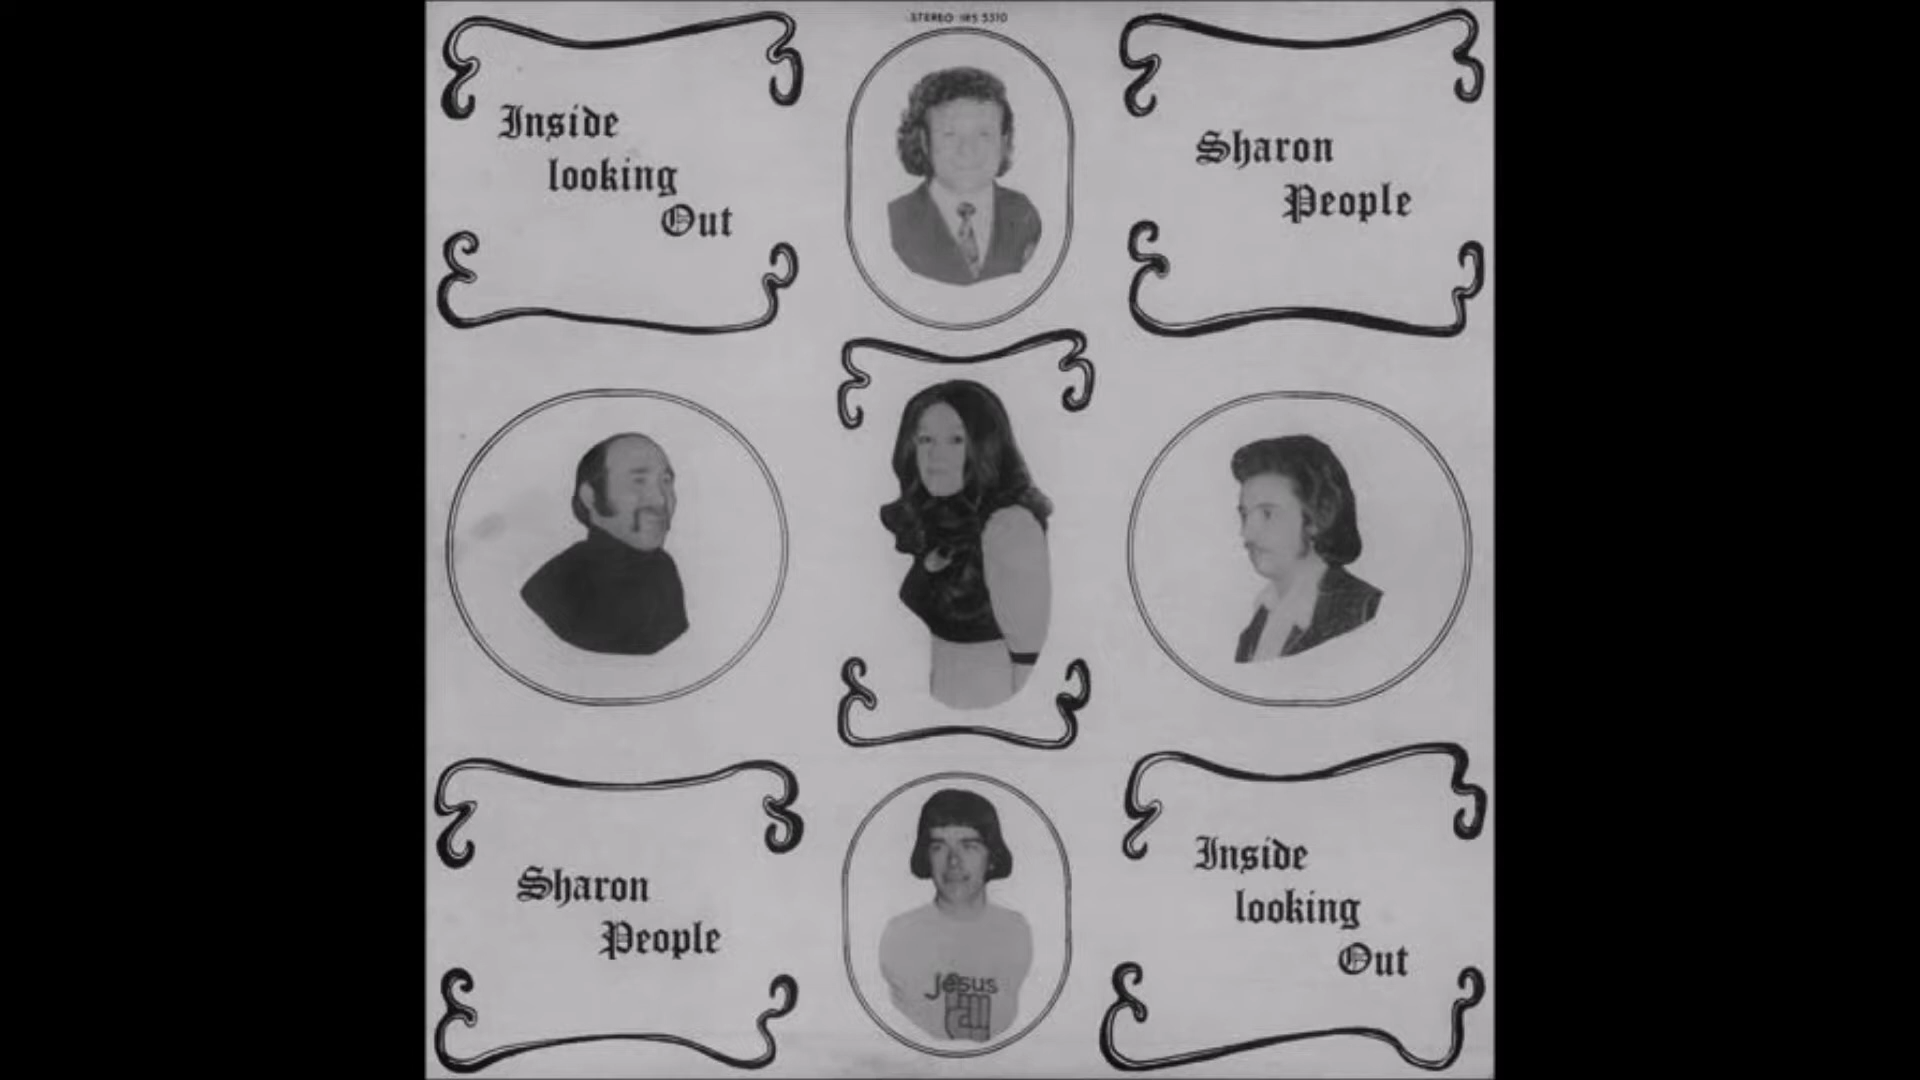 STEREO IRS 5310
Inside
looking
Out
Sharon
People
Sharon
People
Jesus
Inside
looking
Out